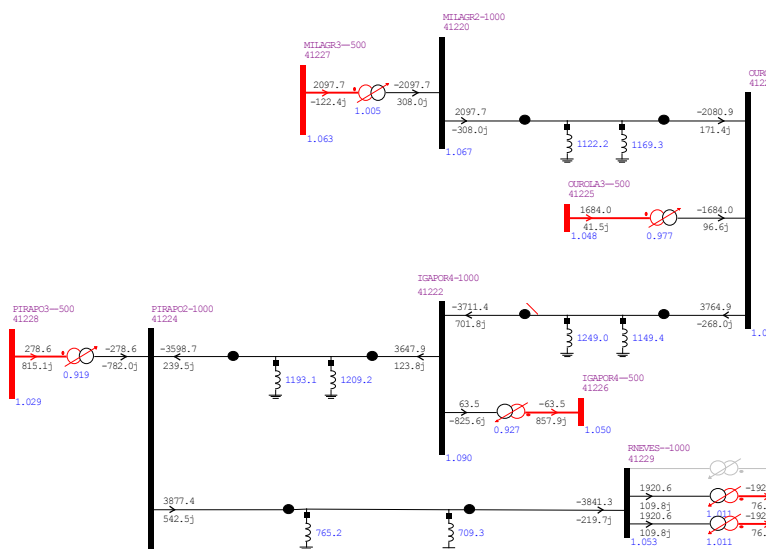 MILAGR2-1000
41220
MILAGR3--500
41227
2097.7
-122.4j
1.005
-2097.7
308.0j
1.063
2097.7
-308.0j
1.067
1122.2
1169.3
-2080.9
171.4j
OUROLA3--500
41225
1684.0
41.5j
1.048
0.977
-1684.0
96.6j
IGAPOR4-1000
41222
-3711.4
701.8j
1249.0
1149.4
3764.9
-268.0j
PIRAPO3--500
41228
278.6
815.1j
0.919
-278.6
-782.0j
1.029
PIRAPO2-1000
41224
-3598.7
239.5j
1193.1
1209.2
3647.9
123.8j
63.5
-825.6j
0.927
-63.5
857.9j
IGAPOR4--500
41226
1.050
1.090
RNEVES--1000
41229
3877.4
542.5j
765.2
709.3
-3841.3
-219.7j
1920.6
109.8j
1.011
1920.6
109.8j
1.053
1.011